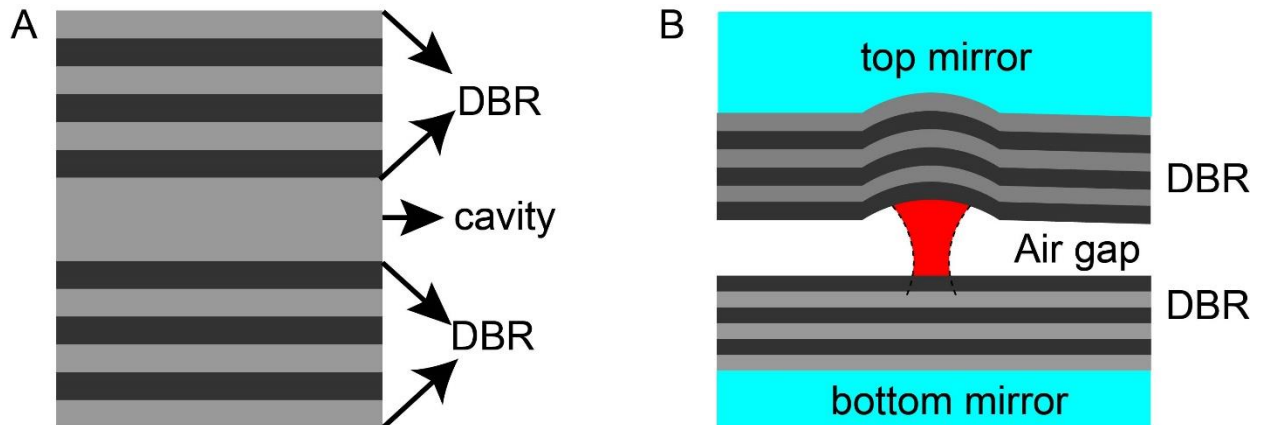 A
DBR
cavity
DBR
B
top mirror
DBR
Air gap
DBR
bottom mirror